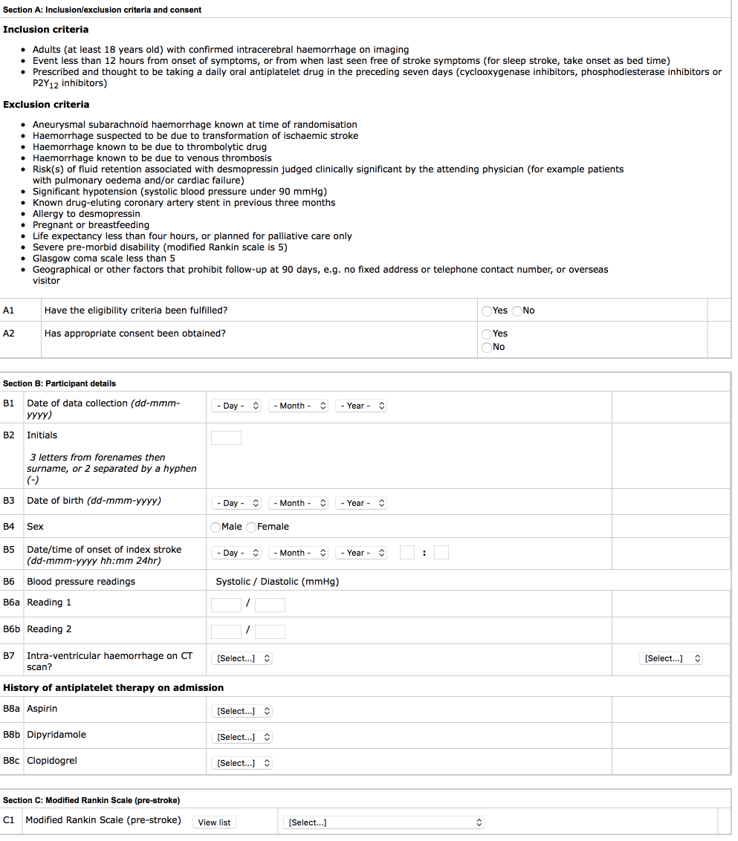 Section A: Inclusion/exclusion criteria and consent
Inclusion criteria
• Adults (at least 18 years old) with confirmed intracerebral haemorrhage on imaging
• Event less than 12 hours from onset of symptoms, or from when last seen free of stroke symptoms (for sleep stroke, take onset as bed time)
• Prescribed and thought to be taking a daily oral antiplatelet drug in the preceding seven days (cyclooxygenase inhibitors, phosphodiesterase inhibitors or
P2Y12 inhibitors)
Exclusion criteria
• Aneurysmal subarachnoid haemorrhage known at time of randomisation
• Haemorrhage suspected to be due to transformation of ischaemic stroke
• Haemorrhage known to be due to thrombolytic drug
• Haemorrhage known to be due to venous thrombosis
• Risk(s) of fluid retention associated with desmopressin judged clinically significant by the attending physician (for example patients
with pulmonary oedema and/or cardiac failure)
• Significant hypotension (systolic blood pressure under 90 mmHg)
• Known drug-eluting coronary artery stent in previous three months
• Allergy to desmopressin
• Pregnant or breastfeeding
• Life expectancy less than four hours, or planned for palliative care only
• Severe pre-morbid disability (modified Rankin scale is 5)
• Glasgow coma scale less than 5
• Geographical or other factors that prohibit follow-up at 90 days, e.g. no fixed address or telephone contact number, or overseas
visitor
A1 Have the eligibility criteria been fulfilled? Yes No
A2 Has appropriate consent been obtained? Yes
No
Section B: Participant details
B1 Date of data collection (dd-mmm- - Day - - Month - - Year -
yyyy)
B2 Initials
3 letters from forenames then
surname, or 2 separated by a hyphen
(-)
B3 Date of birth (dd-mmm-yyyy) - Day - - Month - - Year -
B4 Sex Male Female
B5 Date/time of onset of index stroke - Day - - Month - - Year - :
(dd-mmm-yyyy hh:mm 24hr)
B6 Blood pressure readings Systolic / Diastolic (mmHg)
B6a Reading 1 /
B6b Reading 2 /
B7 Intra-ventricular haemorrhage on CT [Select...] [Select...]
scan?
History of antiplatelet therapy on admission
B8a Aspirin [Select...]
B8b Dipyridamole [Select...]
B8c Clopidogrel [Select...]
Section C: Modified Rankin Scale (pre-stroke)
C1 Modified Rankin Scale (pre-stroke) View list [Select...]